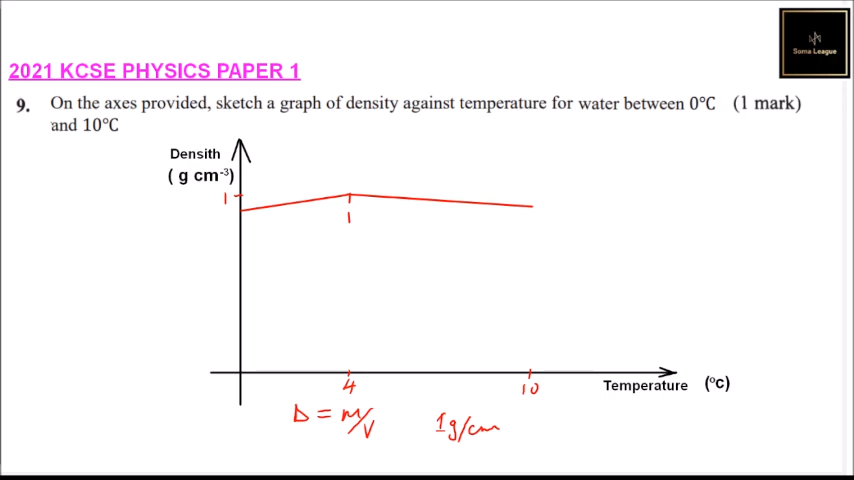 Soma League
2021 KCSE PHYSICS PAPER 1
9. On the axes provided, sketch a graph of density against temperature for water between 0°C (1 mark)
and 10°C
Densith
( g cm⁻³)
1
4
10
Temperature (°c)
D = M/V
1g/cm